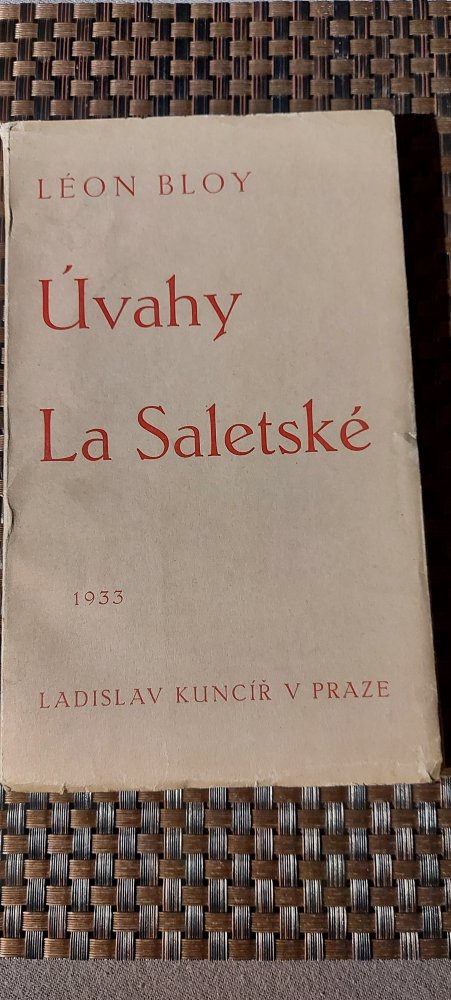 LÉON BLOY
Úvahy
La Saletské
1933
LADISLAV KUNCÍŘ V PRAZE